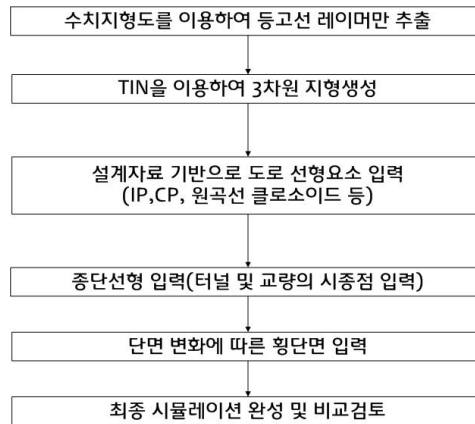 수치지형도를 이용하여 등고선 레이머만 추출
TIN을 이용하여 3차원 지형생성
설계자료 기반으로 도로 선형요소 입력
(IP,CP, 원곡선 클로소이드 등)
종단선형 입력(터널 및 교량의 시종점 입력)
단면 변화에 따른 횡단면 입력
최종 시뮬레이션 완성 및 비교검토